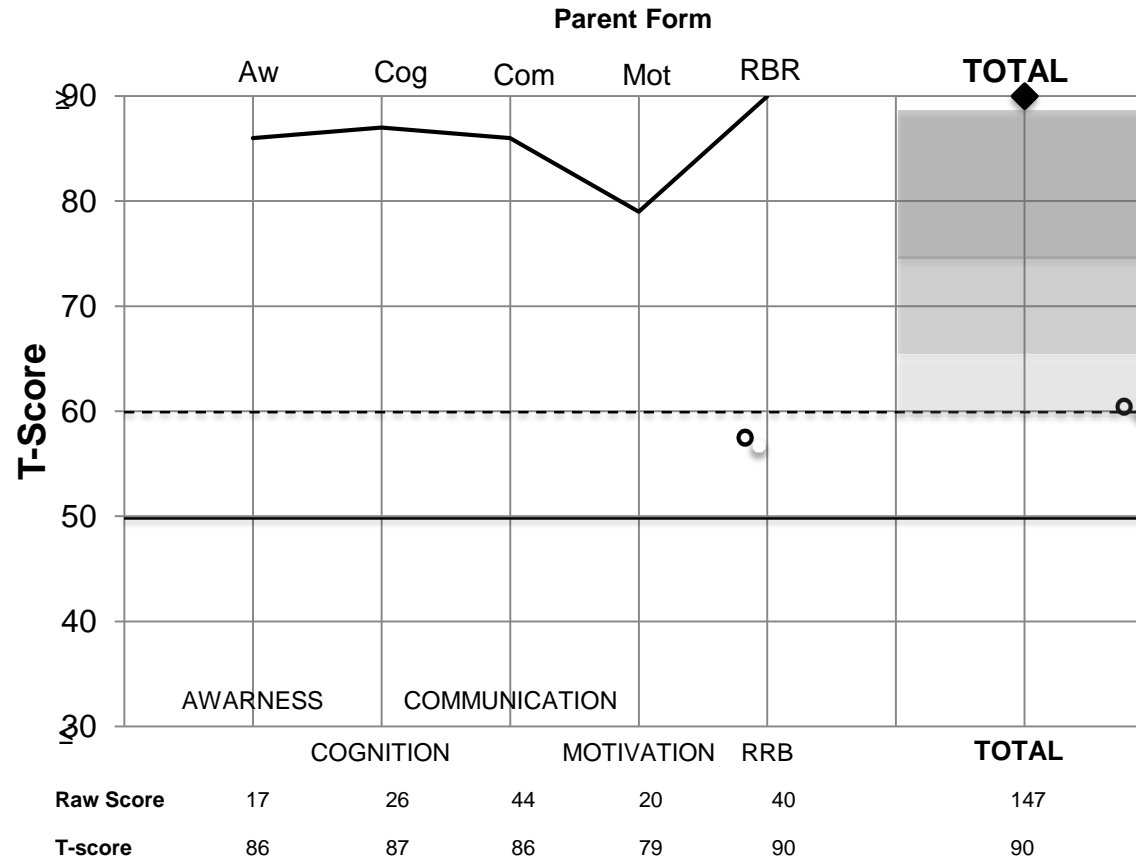 Parent Form
Aw Cog Com Mot RBR TOTAL
≥90
80
70
60
50
40
≤30
T-Score
AWARNESS COMMUNICATION
COGNITION MOTIVATION RRB TOTAL
Raw Score 17 26 44 20 40 147
T-score 86 87 86 79 90 90